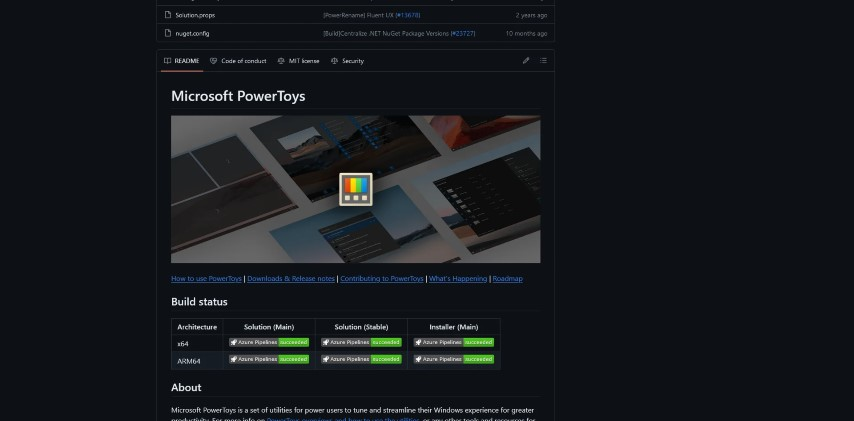 Solution.props [PowerRename] Fluent UX (#13678) 2 years ago
nuget.config [Build]Centralize .NET NuGet Package Versions (#23727) 10 months ago
README Code of conduct MIT license Security
Microsoft PowerToys
How to use PowerToys | Downloads & Release notes | Contributing to PowerToys | What's Happening | Roadmap
Build status
Architecture Solution (Main) Solution (Stable) Installer (Main)
x64 Azure Pipelines succeeded Azure Pipelines succeeded Azure Pipelines succeeded
ARM64 Azure Pipelines succeeded Azure Pipelines succeeded Azure Pipelines succeeded
About
Microsoft PowerToys is a set of utilities for power users to tune and streamline their Windows experience for greater
productivity. For more info on PowerToys overviews and how to use the utilities, or any other tools and resources for